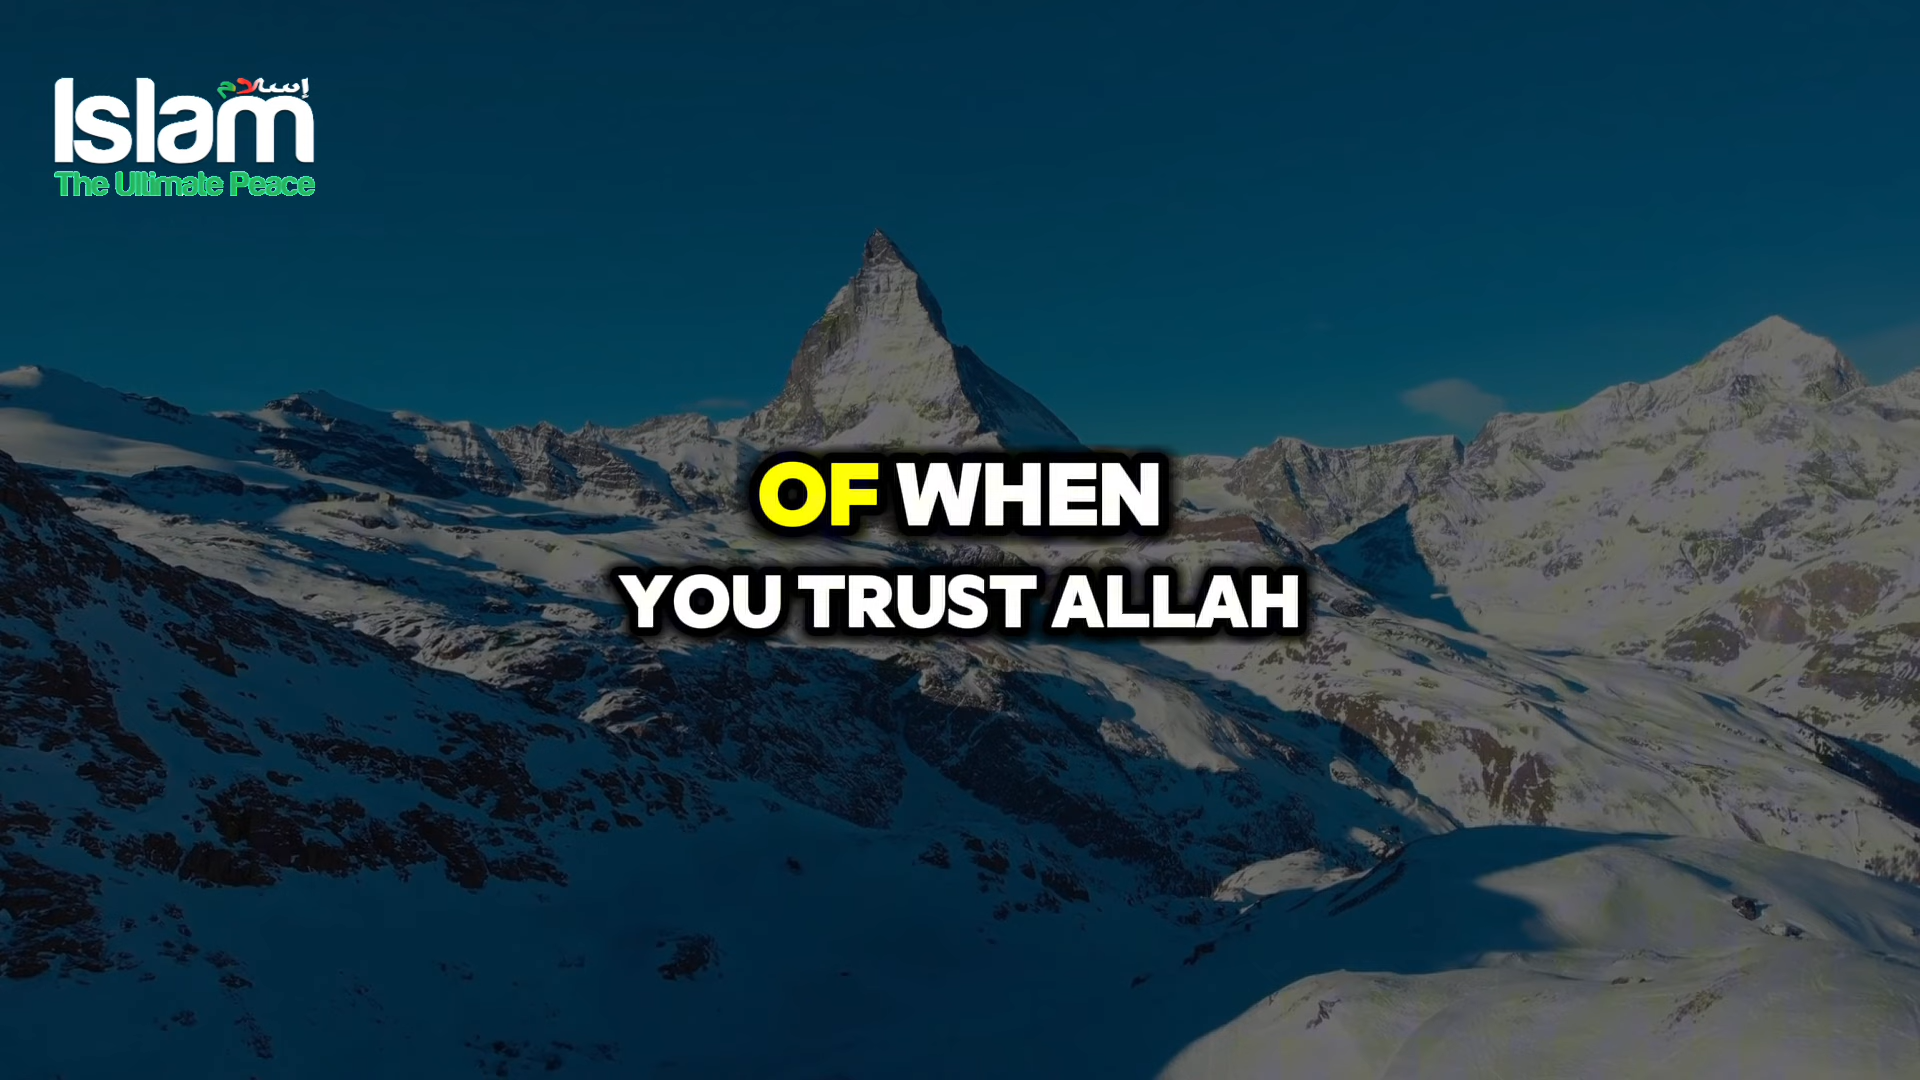 إسلام
Islam
The Ultimate Peace
OF WHEN
YOU TRUST ALLAH